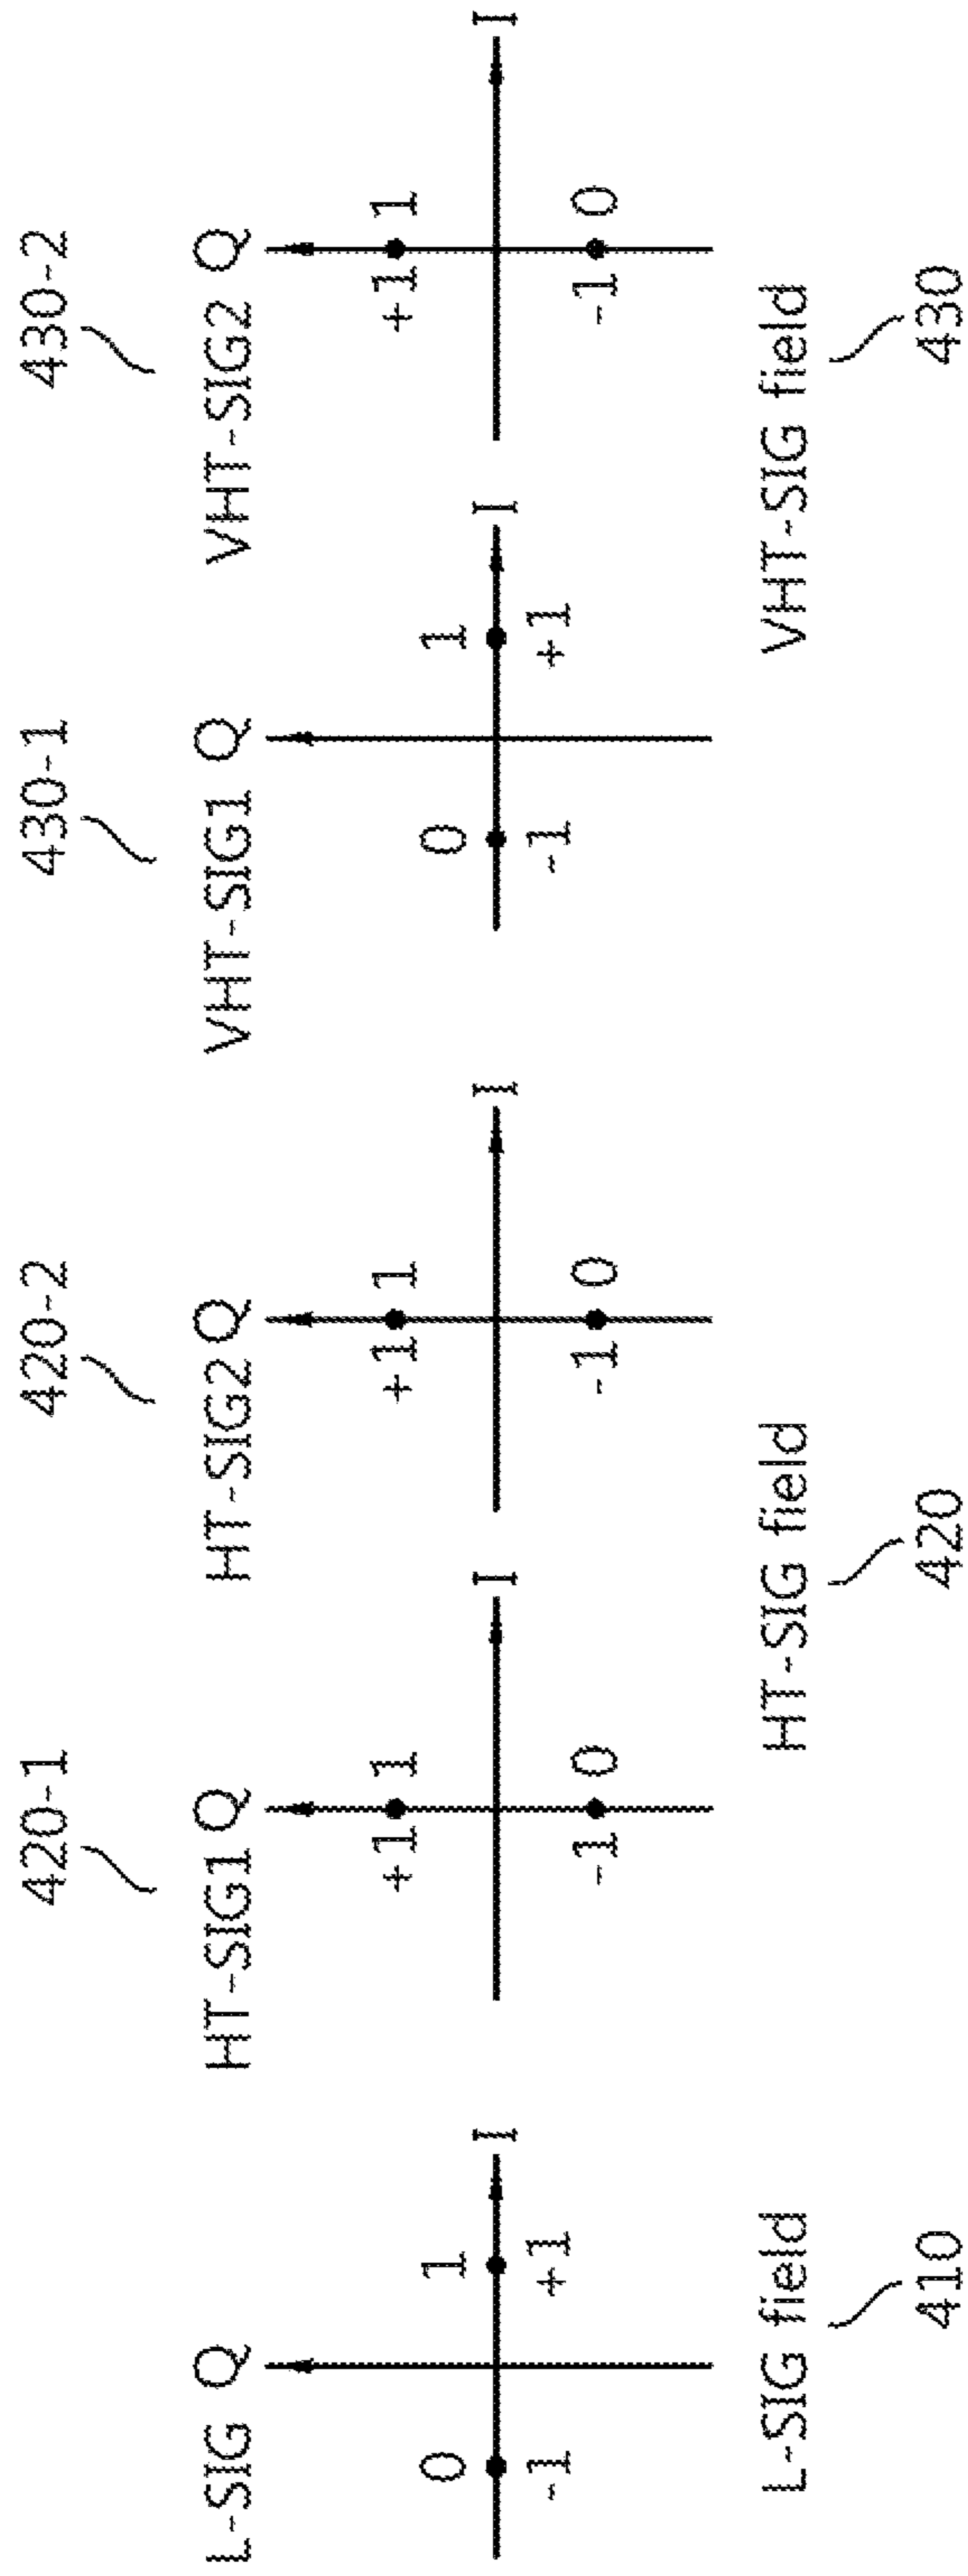 420-1
420-2
430-1
430-2
L-SIG Q
HT-SIG1 Q
HT-SIG2 Q
VHT-SIG1 Q
VHT-SIG2 Q
0 1 I
-1 +1
+1 1 I
-1 0
+1 1 I
-1 0
0 1 I
-1 +1
+1 1 I
-1 0
L-SIG field
HT-SIG field
VHT-SIG field
410
420
430